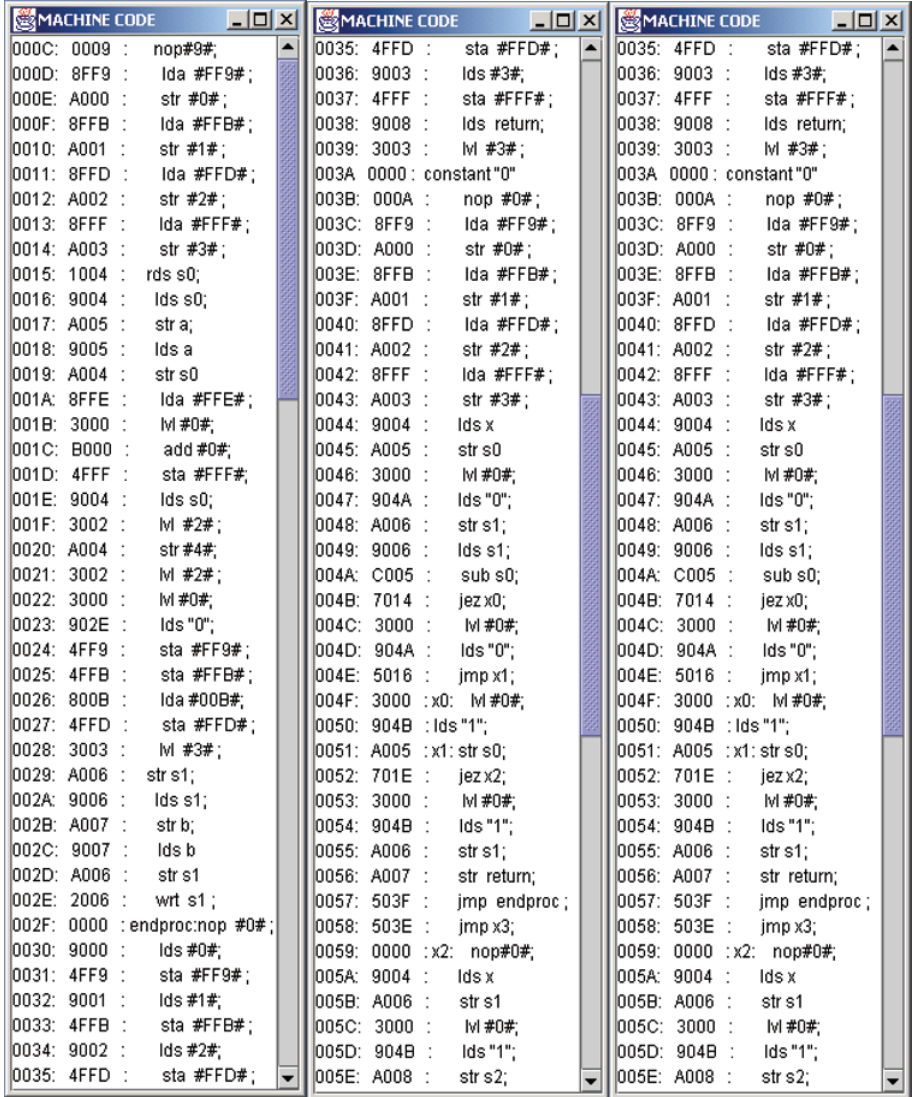 MACHINE CODE
000C: 0009 : nop#9#;
000D: 8FF9 : lda #FF9#;
000E: A000 : str #0#;
000F: 8FFB : lda #FFB#;
0010: A001 : str #1#;
0011: 8FFD : lda #FFD#;
0012: A002 : str #2#;
0013: 8FFF : lda #FFF#;
0014: A003 : str #3#;
0015: 1004 : rds s0;
0016: 9004 : lds s0;
0017: A005 : str a;
0018: 9005 : lds a
0019: A004 : str s0
001A: 8FFE : lda #FFE#;
001B: 3000 : lvl #0#;
001C: B000 : add #0#;
001D: 4FFF : sta #FFF#;
001E: 9004 : lds s0;
001F: 3002 : lvl #2#;
0020: A004 : str #4#;
0021: 3002 : lvl #2#;
0022: 3000 : lvl #0#;
0023: 902E : lds "0";
0024: 4FF9 : sta #FF9#;
0025: 4FFB : sta #FFB#;
0026: 800B : lda #00B#;
0027: 4FFD : sta #FFD#;
0028: 3003 : lvl #3#;
0029: A006 : str s1;
002A: 9006 : lds s1;
002B: A007 : str b;
002C: 9007 : lds b
002D: A006 : str s1
002E: 2006 : wrt s1 ;
002F: 0000 : endproc:nop #0#;
0030: 9000 : lds #0#;
0031: 4FF9 : sta #FF9#;
0032: 9001 : lds #1#;
0033: 4FFB : sta #FFB#;
0034: 9002 : lds #2#;
0035: 4FFD : sta #FFD#;
MACHINE CODE
0035: 4FFD : sta #FFD#;
0036: 9003 : lds #3#;
0037: 4FFF : sta #FFF#;
0038: 9008 : lds return;
0039: 3003 : lvl #3#;
003A 0000 : constant"0"
003B: 000A : nop #0#;
003C: 8FF9 : lda #FF9#;
003D: A000 : str #0#;
003E: 8FFB : lda #FFB#;
003F: A001 : str #1#;
0040: 8FFD : lda #FFD#;
0041: A002 : str #2#;
0042: 8FFF : lda #FFF#;
0043: A003 : str #3#;
0044: 9004 : lds x
0045: A005 : str s0
0046: 3000 : lvl #0#;
0047: 904A : lds "0";
0048: A006 : str s1;
0049: 9006 : lds s1;
004A: C005 : sub s0;
004B: 7014 : jez x0;
004C: 3000 : lvl #0#;
004D: 904A : lds "0";
004E: 5016 : jmp x1;
004F: 3000 : x0: lvl #0#;
0050: 904B : lds "1";
0051: A005 : x1: str s0;
0052: 701E : jez x2;
0053: 3000 : lvl #0#;
0054: 904B : lds "1";
0055: A006 : str s1;
0056: A007 : str return;
0057: 503F : jmp endproc;
0058: 503E : jmp x3;
0059: 0000 : x2: nop#0#;
005A: 9004 : lds x
005B: A006 : str s1
005C: 3000 : lvl #0#;
005D: 904B : lds "1";
005E: A008 : str s2;
MACHINE CODE
0035: 4FFD : sta #FFD#;
0036: 9003 : lds #3#;
0037: 4FFF : sta #FFF#;
0038: 9008 : lds return;
0039: 3003 : lvl #3#;
003A 0000 : constant"0"
003B: 000A : nop #0#;
003C: 8FF9 : lda #FF9#;
003D: A000 : str #0#;
003E: 8FFB : lda #FFB#;
003F: A001 : str #1#;
0040: 8FFD : lda #FFD#;
0041: A002 : str #2#;
0042: 8FFF : lda #FFF#;
0043: A003 : str #3#;
0044: 9004 : lds x
0045: A005 : str s0
0046: 3000 : lvl #0#;
0047: 904A : lds "0";
0048: A006 : str s1;
0049: 9006 : lds s1;
004A: C005 : sub s0;
004B: 7014 : jez x0;
004C: 3000 : lvl #0#;
004D: 904A : lds "0";
004E: 5016 : jmp x1;
004F: 3000 : x0: lvl #0#;
0050: 904B : lds "1";
0051: A005 : x1: str s0;
0052: 701E : jez x2;
0053: 3000 : lvl #0#;
0054: 904B : lds "1";
0055: A006 : str s1;
0056: A007 : str return;
0057: 503F : jmp endproc;
0058: 503E : jmp x3;
0059: 0000 : x2: nop#0#;
005A: 9004 : lds x
005B: A006 : str s1
005C: 3000 : lvl #0#;
005D: 904B : lds "1";
005E: A008 : str s2;